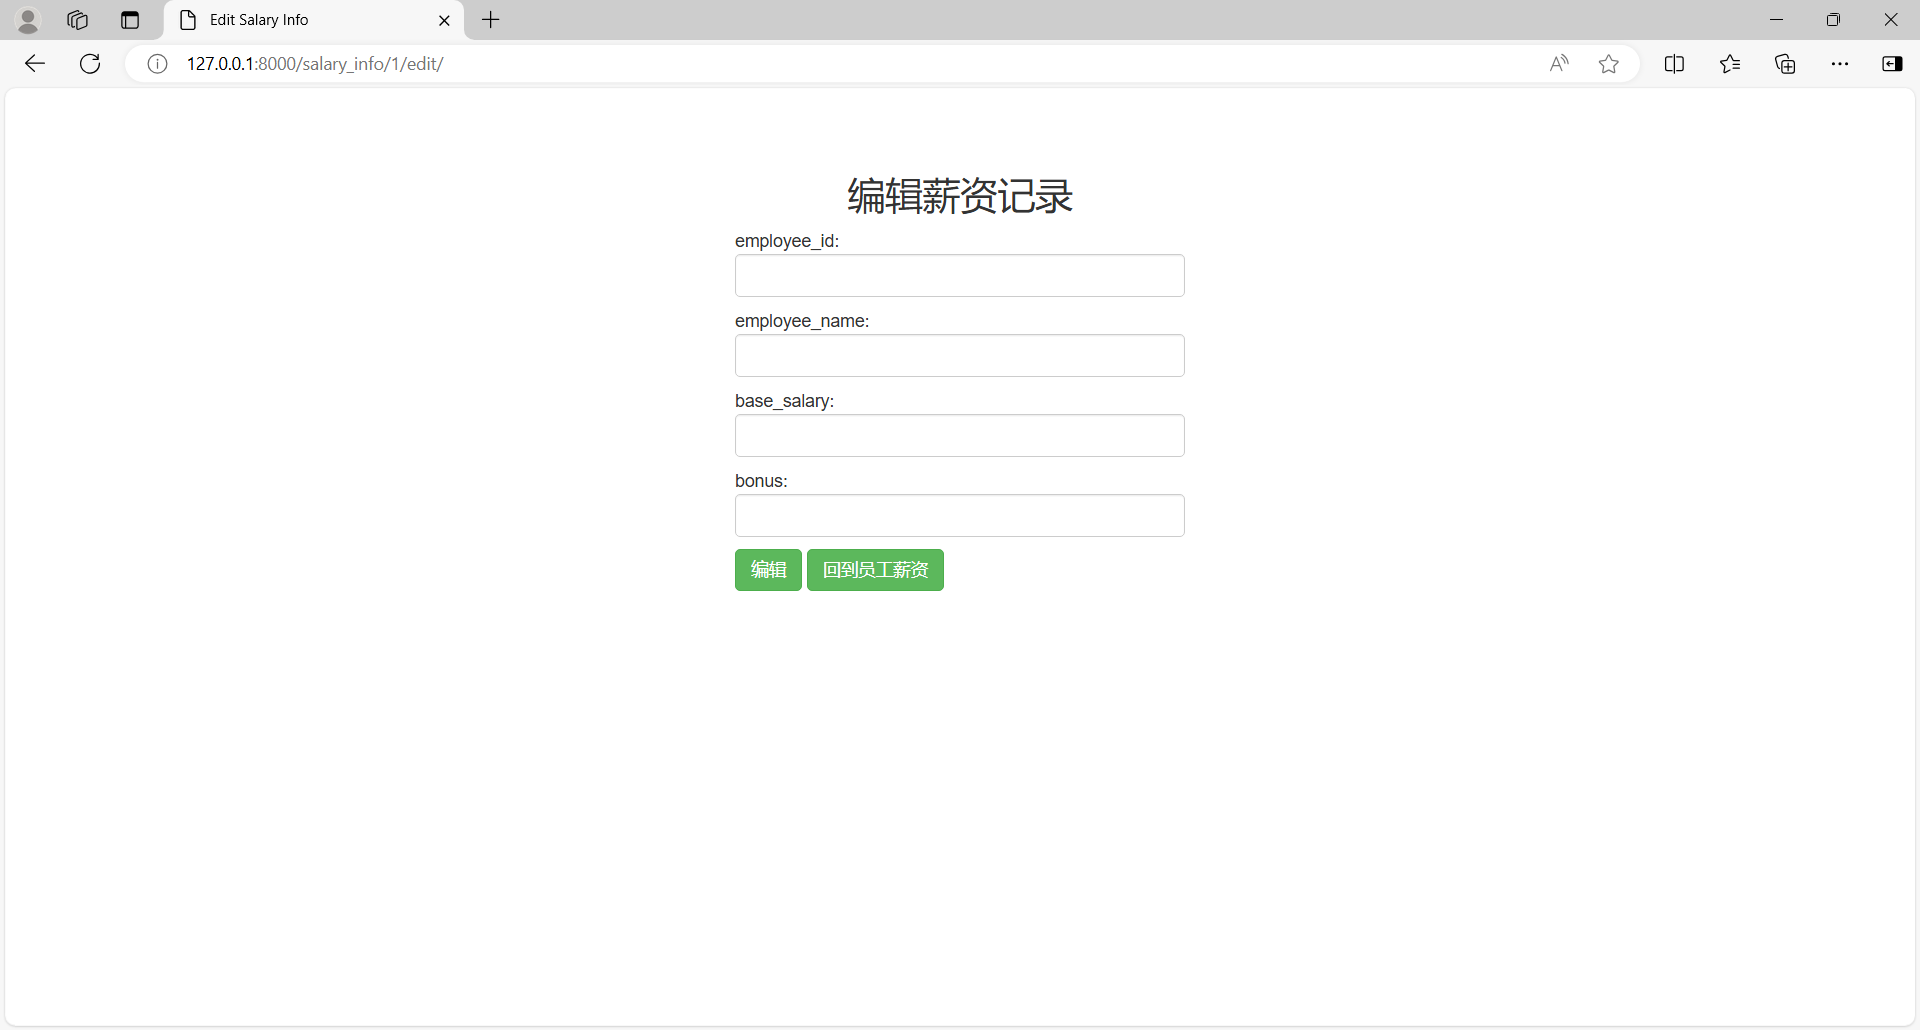 Edit Salary Info
127.0.0.1:8000/salary_info/1/edit/
编辑薪资记录
employee_id:
employee_name:
base_salary:
bonus:
编辑 回到员工薪资